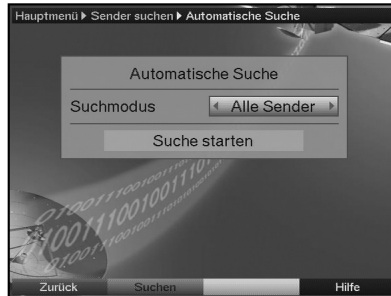 Hauptmenü ▶ Sender suchen ▶ Automatische Suche
Automatische Suche
Suchmodus ◀ Alle Sender ▶
Suche starten
Zurück Suchen Hilfe